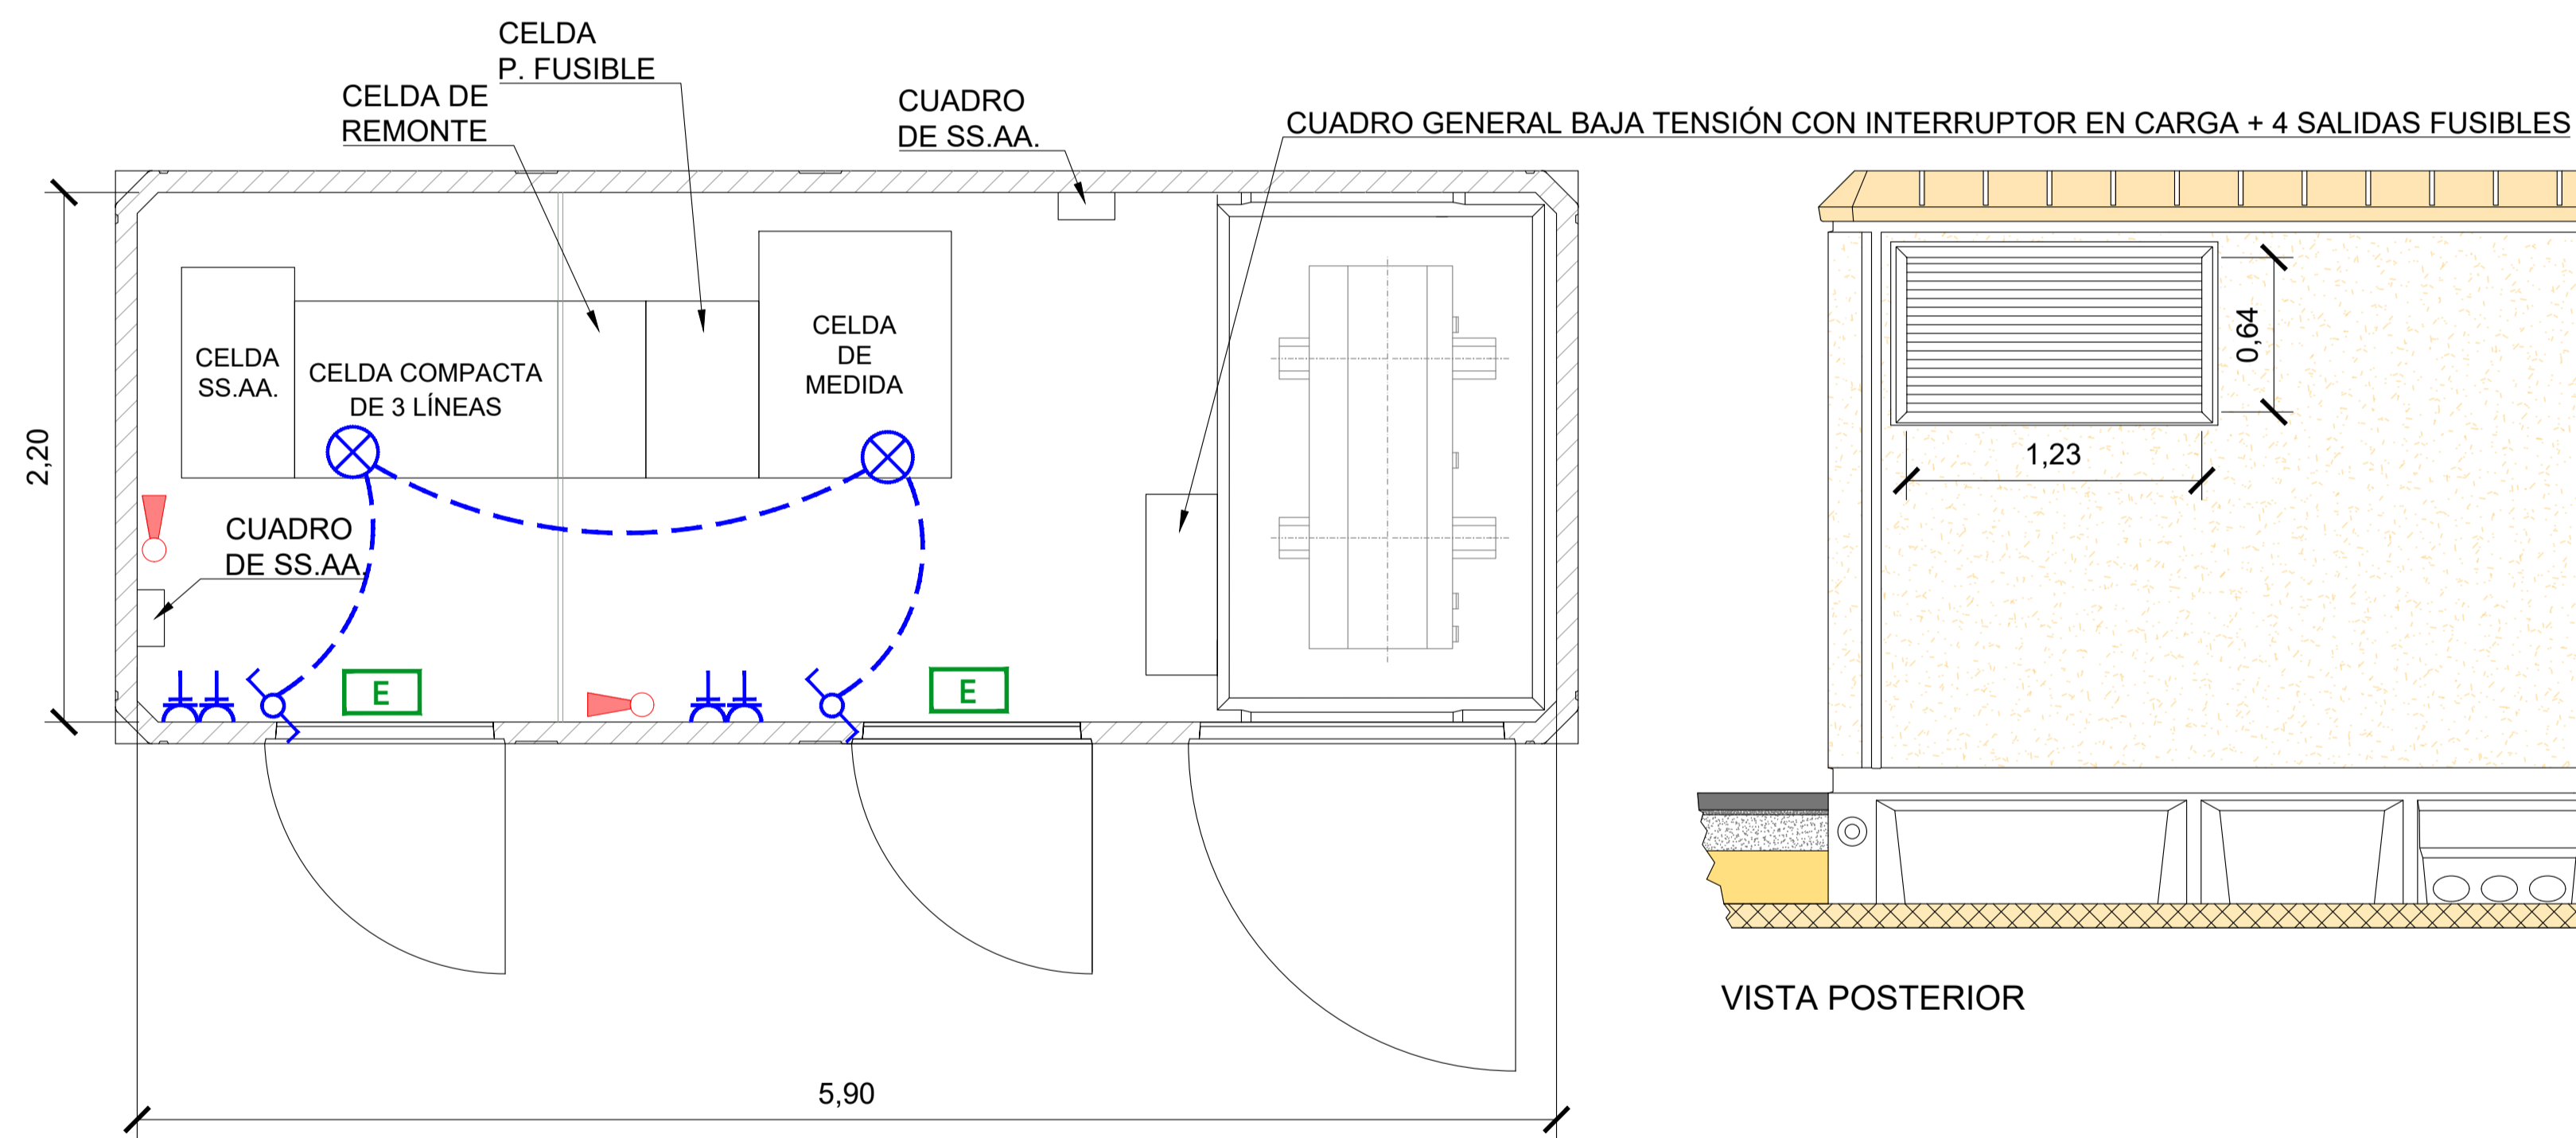 CELDA
P. FUSIBLE
CELDA DE
REMONTE
CUADRO
DE SS.AA.
CUADRO GENERAL BAJA TENSIÓN CON INTERRUPTOR EN CARGA + 4 SALIDAS FUSIBLES
2,20
CELDA
SS.AA.
CELDA COMPACTA
DE 3 LÍNEAS
CELDA
DE
MEDIDA
0,64
1,23
CUADRO
DE SS.AA.
E
E
VISTA POSTERIOR
5,90